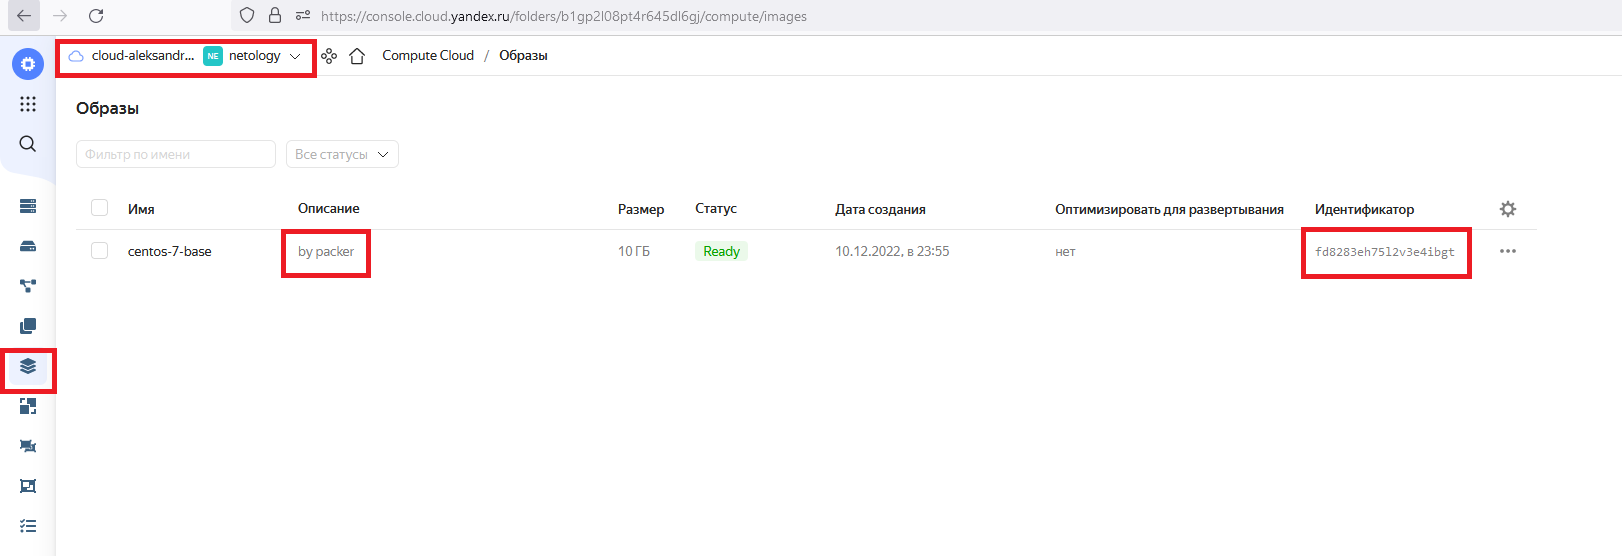 https://console.cloud.yandex.ru/folders/b1gp2l08pt4r645dl6gj/compute/images
cloud-aleksandr... NE netology Compute Cloud / Образы
Образы
Фильтр по имени Все статусы
Имя Описание Размер Статус Дата создания Оптимизировать для развертывания Идентификатор
centos-7-base by packer 10 ГБ Ready 10.12.2022, в 23:55 нет fd8283eh75l2v3e4ibgt